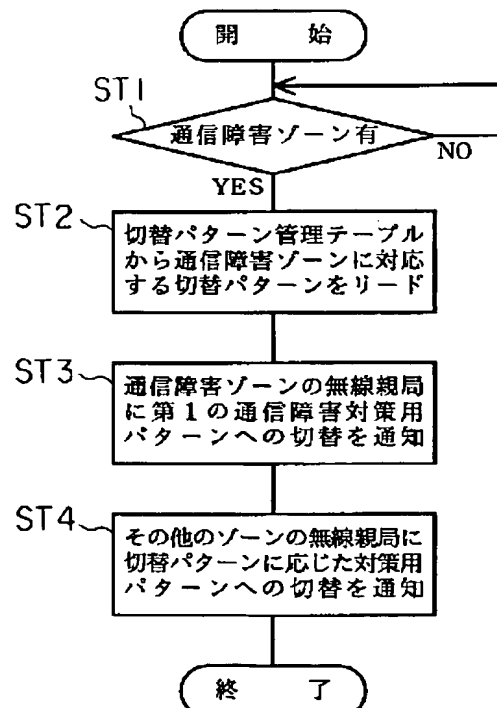 開 始
ST1
通信障害ゾーン有
NO
YES
ST2
切替パターン管理テーブル
から通信障害ゾーンに対応
する切替パターンをリード
ST3
通信障害ゾーンの無線親局
に第1の通信障害対策用
パターンへの切替を通知
ST4
その他のゾーンの無線親局に
切替パターンに応じた対策用
パターンへの切替を通知
終 了